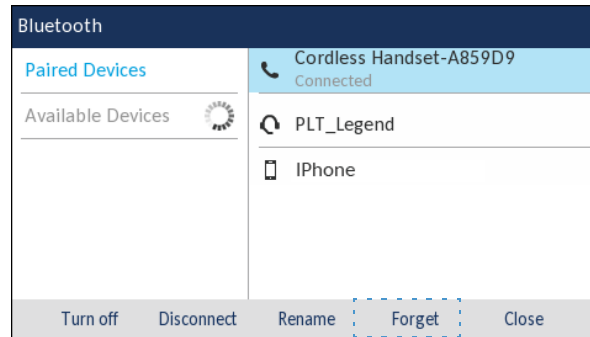 Bluetooth
Paired Devices
Available Devices
Cordless Handset-A859D9
Connected
PLT_Legend
IPhone
Turn off Disconnect Rename Forget Close